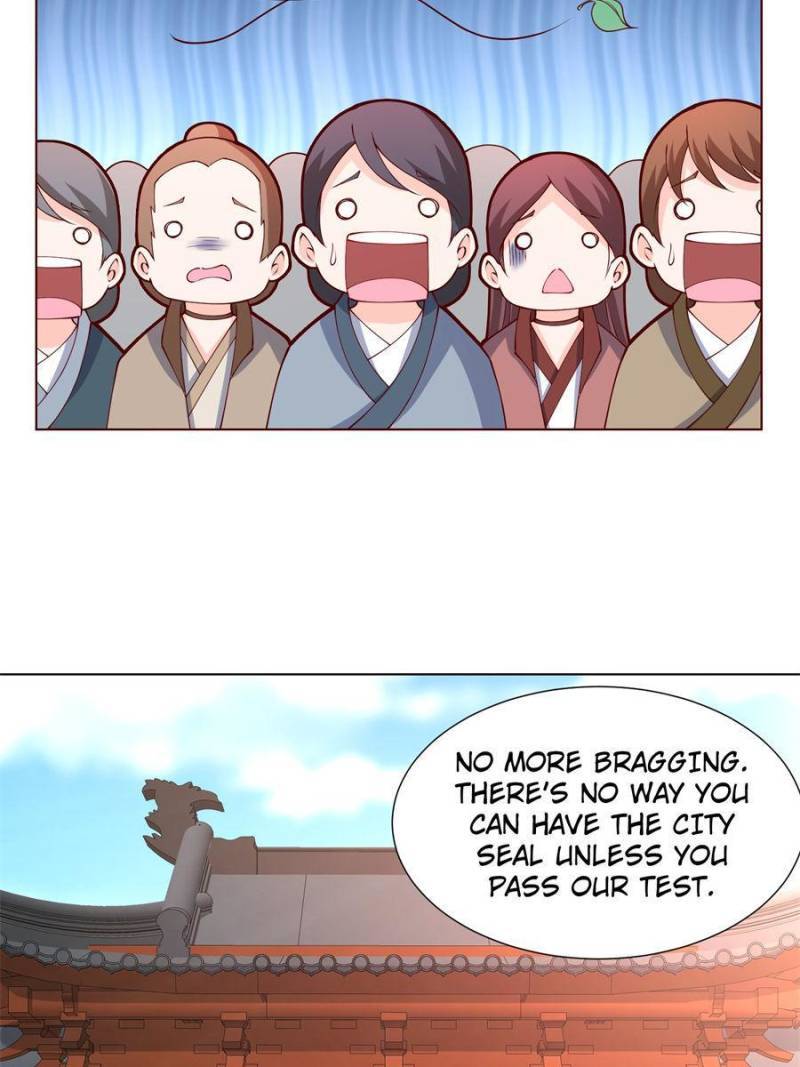 NO MORE BRAGGING.
THERE'S NO WAY YOU
CAN HAVE THE CITY
SEAL UNLESS YOU
PASS OUR TEST.